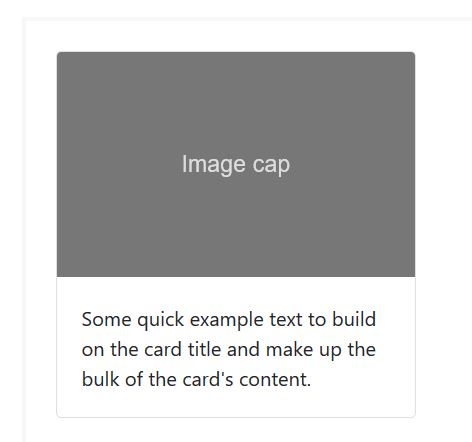 Image cap
Some quick example text to build
on the card title and make up the
bulk of the card's content.